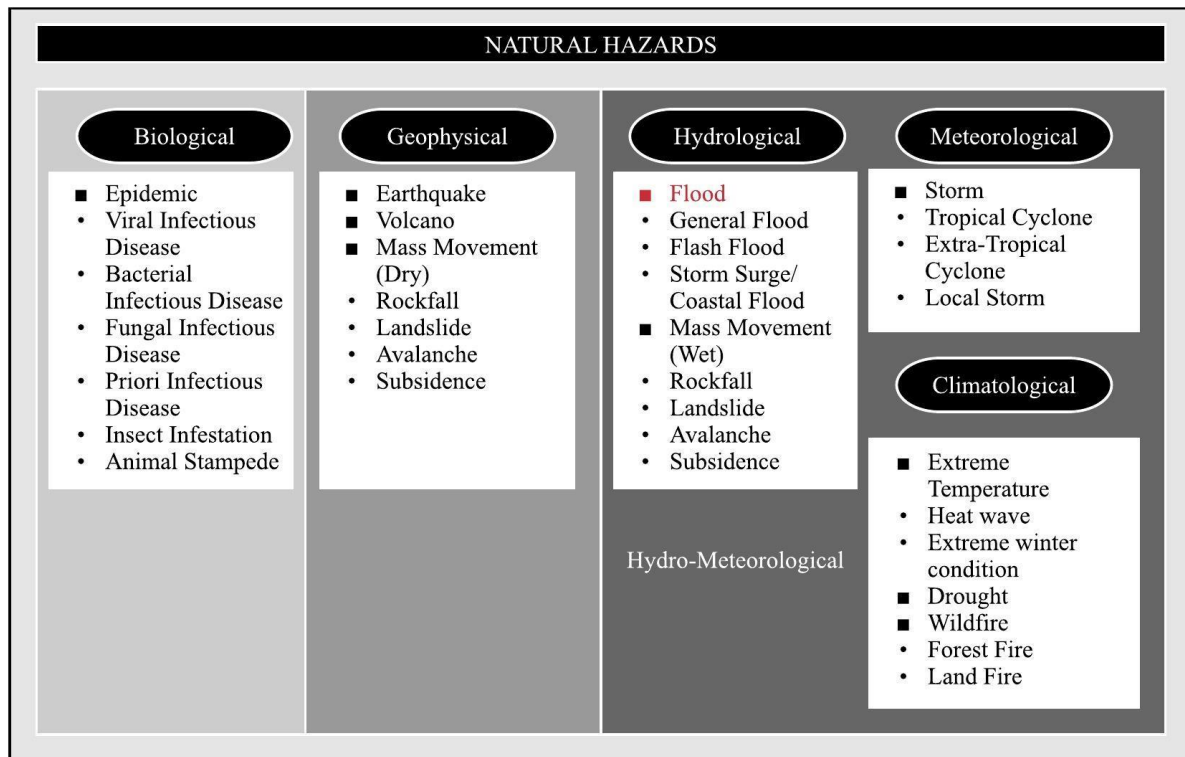 NATURAL HAZARDS
Biological
■ Epidemic
• Viral Infectious
Disease
• Bacterial
Infectious Disease
• Fungal Infectious
Disease
• Priori Infectious
Disease
• Insect Infestation
• Animal Stampede
Geophysical
■ Earthquake
■ Volcano
■ Mass Movement
(Dry)
• Rockfall
• Landslide
• Avalanche
• Subsidence
Hydrological
■ Flood
• General Flood
• Flash Flood
• Storm Surge/
Coastal Flood
■ Mass Movement
(Wet)
• Rockfall
• Landslide
• Avalanche
• Subsidence
Hydro-Meteorological
Meteorological
■ Storm
• Tropical Cyclone
• Extra-Tropical
Cyclone
• Local Storm
Climatological
■ Extreme
Temperature
• Heat wave
• Extreme winter
condition
■ Drought
■ Wildfire
• Forest Fire
• Land Fire